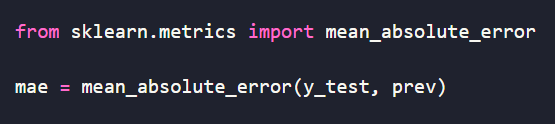 from sklearn.metrics import mean_absolute_error
mae = mean_absolute_error(y_test, prev)